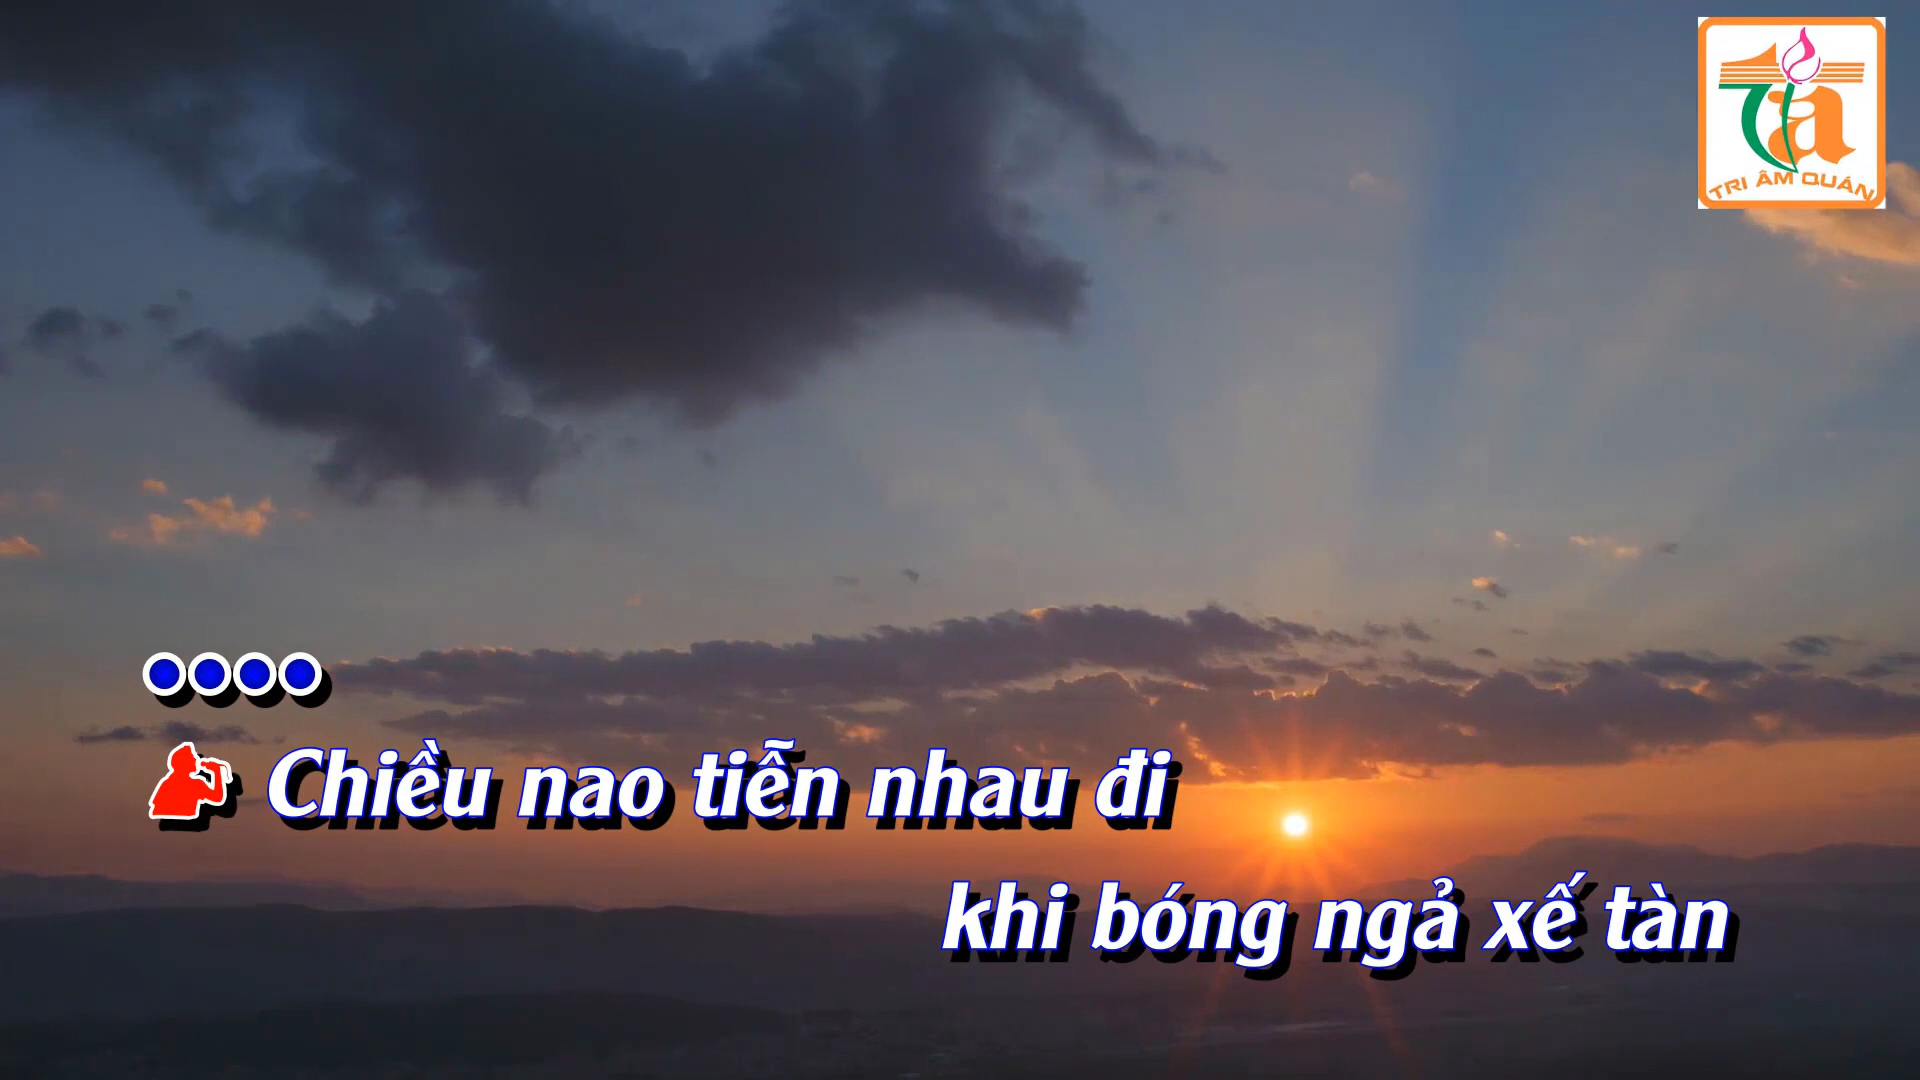 TRI ÂM QUÁN
Chiều nao tiễn nhau đi
khi bóng ngả xế tàn